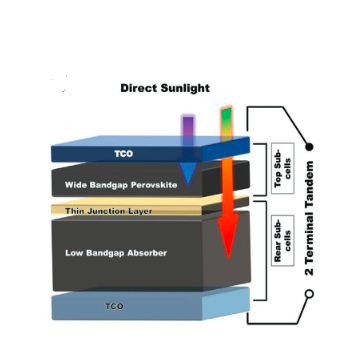 Direct Sunlight
TCO
Wide Bandgap Perovskite
Thin Junction Layer
Low Bandgap Absorber
TCO
Top Sub-
cells
Rear Sub-
cells
2 Terminal Tandem